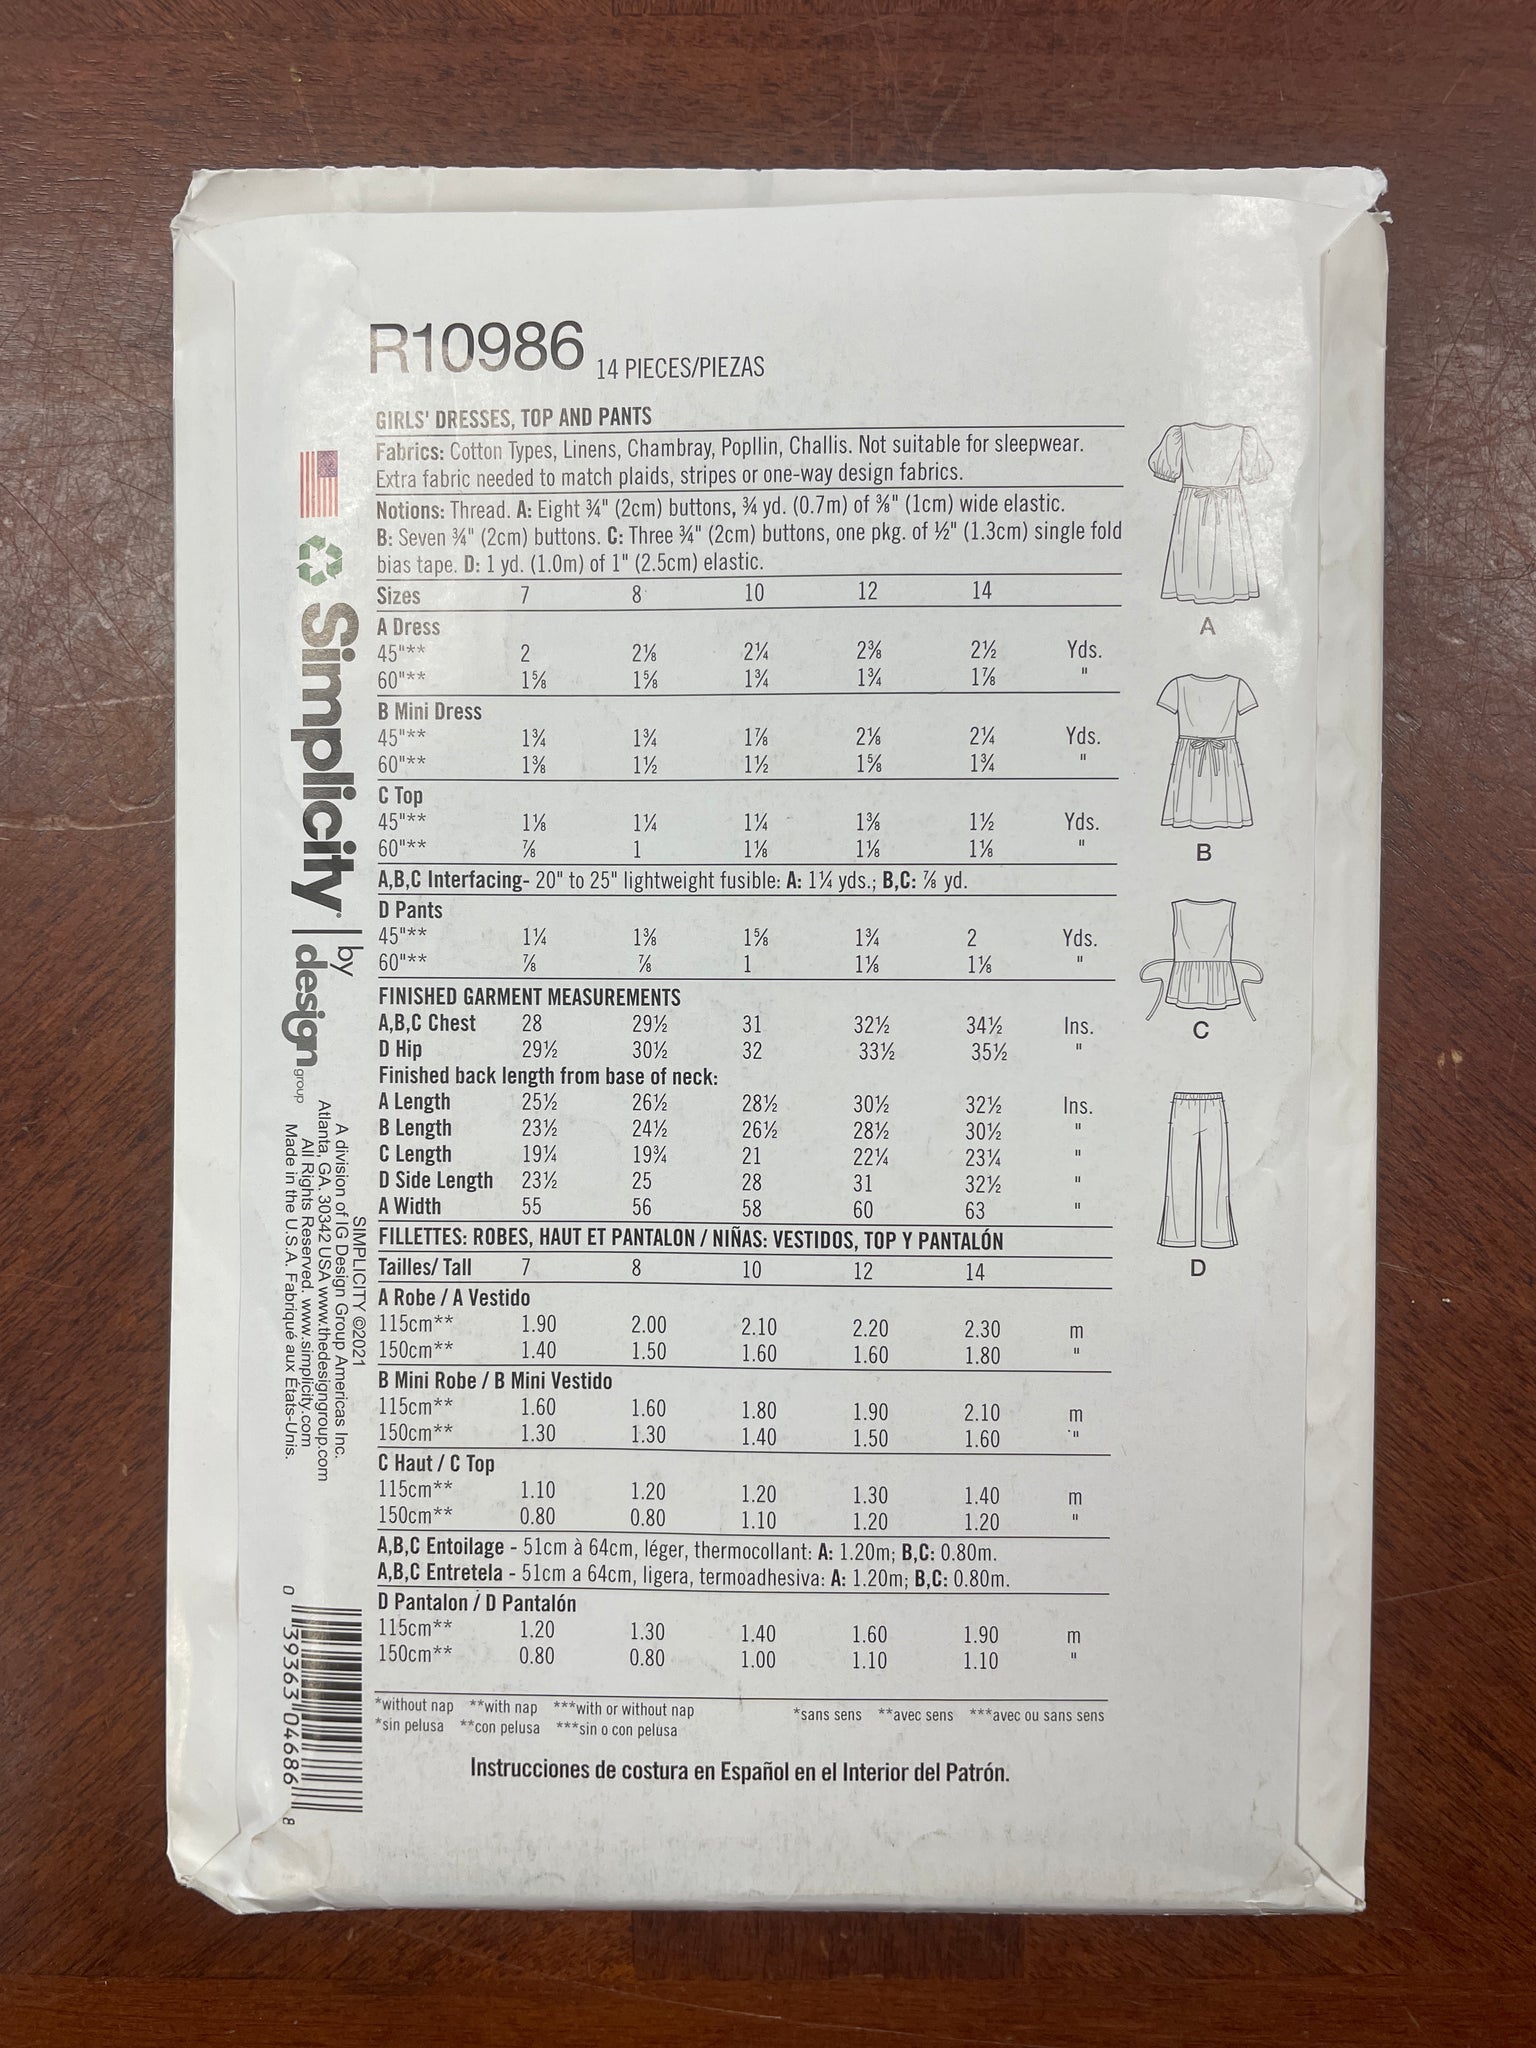 R10986 14 PIECES/PIEZAS
GIRLS' DRESSES, TOP AND PANTS
Fabrics: Cotton Types, Linens, Chambray, Popllin, Challis. Not suitable for sleepwear.
Extra fabric needed to match plaids, stripes or one-way design fabrics.
Notions: Thread. A: Eight ¾" (2cm) buttons, ¾ yd. (0.7m) of ⅜" (1cm) wide elastic.
B: Seven ¾" (2cm) buttons. C: Three ¾" (2cm) buttons, one pkg. of ½" (1.3cm) single fold
bias tape. D: 1 yd. (1.0m) of 1" (2.5cm) elastic.
Sizes 7 8 10 12 14
A Dress
45"** 2 2⅛ 2¼ 2⅜ 2½ Yds.
60"** 1⅝ 1⅝ 1¾ 1¾ 1⅞ "
B Mini Dress
45"** 1¾ 1¾ 1⅞ 2⅛ 2¼ Yds.
60"** 1⅜ 1½ 1½ 1⅝ 1¾ "
C Top
45"** 1⅛ 1¼ 1¼ 1⅜ 1½ Yds.
60"** ⅞ 1 1⅛ 1⅛ 1⅛ "
A,B,C Interfacing- 20" to 25" lightweight fusible: A: 1¼ yds.; B,C: ⅞ yd.
D Pants
45"** 1¼ 1⅜ 1⅝ 1¾ 2 Yds.
60"** ⅞ ⅞ 1 1⅛ 1⅛ "
FINISHED GARMENT MEASUREMENTS
A,B,C Chest 28 29½ 31 32½ 34½ Ins.
D Hip 29½ 30½ 32 33½ 35½ "
Finished back length from base of neck:
A Length 25½ 26½ 28½ 30½ 32½ Ins.
B Length 23½ 24½ 26½ 28½ 30½ "
C Length 19¼ 19¾ 21 22¼ 23¼ "
D Side Length 23½ 25 28 31 32½ "
A Width 55 56 58 60 63 "
FILLETTES: ROBES, HAUT ET PANTALON / NIÑAS: VESTIDOS, TOP Y PANTALÓN
Tailles/ Tall 7 8 10 12 14
A Robe / A Vestido
115cm** 1.90 2.00 2.10 2.20 2.30 m
150cm** 1.40 1.50 1.60 1.60 1.80 "
B Mini Robe / B Mini Vestido
115cm** 1.60 1.60 1.80 1.90 2.10 m
150cm** 1.30 1.30 1.40 1.50 1.60 "
C Haut / C Top
115cm** 1.10 1.20 1.20 1.30 1.40 m
150cm** 0.80 0.80 1.10 1.20 1.20 "
A,B,C Entoilage - 51cm à 64cm, léger, thermocollant: A: 1.20m; B,C: 0.80m.
A,B,C Entretela - 51cm a 64cm, ligera, termoadhesiva: A: 1.20m; B,C: 0.80m.
D Pantalon / D Pantalón
115cm** 1.20 1.30 1.40 1.60 1.90 m
150cm** 0.80 0.80 1.00 1.10 1.10 "
*without nap **with nap ***with or without nap *sans sens **avec sens ***avec ou sans sens
*sin pelusa **con pelusa ***sin o con pelusa
Instrucciones de costura en Español en el Interior del Patrón.
A
B
C
D
Simplicity
by
design
group
SIMPLICITY ©2021
A division of IG Design Group Americas Inc.
Atlanta, GA. 30342 USA www.thedesigngroup.com
All Rights Reserved. www.simplicity.com
Made in the U.S.A. Fabriqué aux États-Unis.
0 39363 04686 8